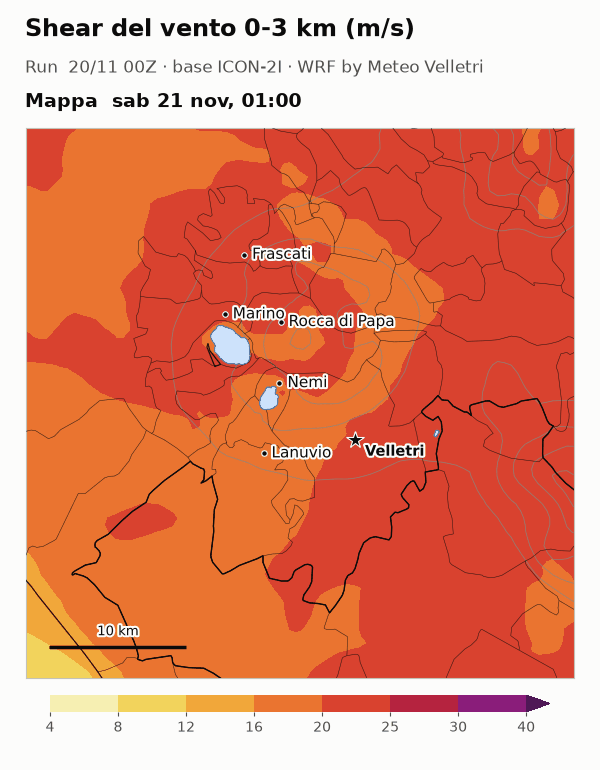 Shear del vento 0-3 km (m/s)
Run  20/11 00Z · base ICON-2I · WRF by Meteo Velletri
Mappa  sab 21 nov, 01:00
Frascati
Marino
Rocca di Papa
Nemi
Velletri
Lanuvio
10 km
4 8 12 16 20 25 30 40